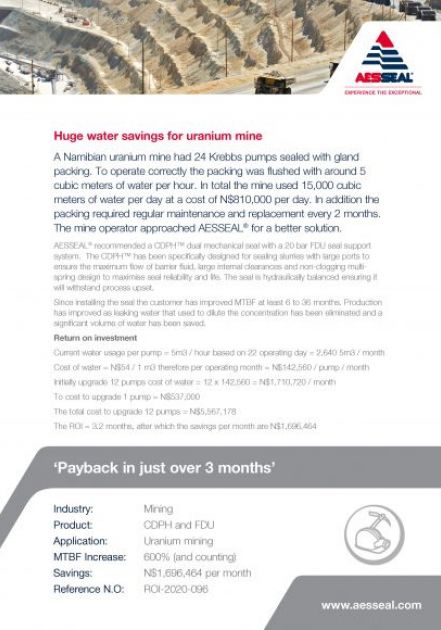 AESSEAL®
EXPERIENCE THE EXCEPTIONAL
Huge water savings for uranium mine
A Namibian uranium mine had 24 Krebbs pumps sealed with gland
packing. To operate correctly the packing was flushed with around 5
cubic meters of water per hour. In total the mine used 15,000 cubic
meters of water per day at a cost of N$810,000 per day. In addition the
packing required regular maintenance and replacement every 2 months.
The mine operator approached AESSEAL® for a better solution.
AESSEAL® recommended a CDPH™ dual mechanical seal with a 20 bar FDU seal support
system. The CDPH™ has been specifically designed for sealing slurries with large ports to
ensure the maximum flow of barrier fluid, large internal clearances and non-clogging multi-
spring design to maximise seal reliability and life. The seal is hydraulically balanced ensuring it
will withstand process upset.
Since installing the seal the customer has improved MTBF at least 6 to 36 months. Production
has improved as leaking water that used to dilute the concentration has been eliminated and a
significant volume of water has been saved.
Return on investment
Current water usage per pump = 5m3 / hour based on 22 operating day = 2,640 5m3 / month
Cost of water = N$54 / 1 m3 therefore per operating month = N$142,560 / pump / month
Initially upgrade 12 pumps cost of water = 12 x 142,560 = N$1,710,720 / month
To cost to upgrade 1 pump = N$537,000
The total cost to upgrade 12 pumps = N$5,567,178
The ROI = 3.2 months, after which the savings per month are N$1,696,464
‘Payback in just over 3 months’
Industry: Mining
Product: CDPH and FDU
Application: Uranium mining
MTBF Increase: 600% (and counting)
Savings: N$1,696,464 per month
Reference N.O: ROI-2020-096
www.aesseal.com